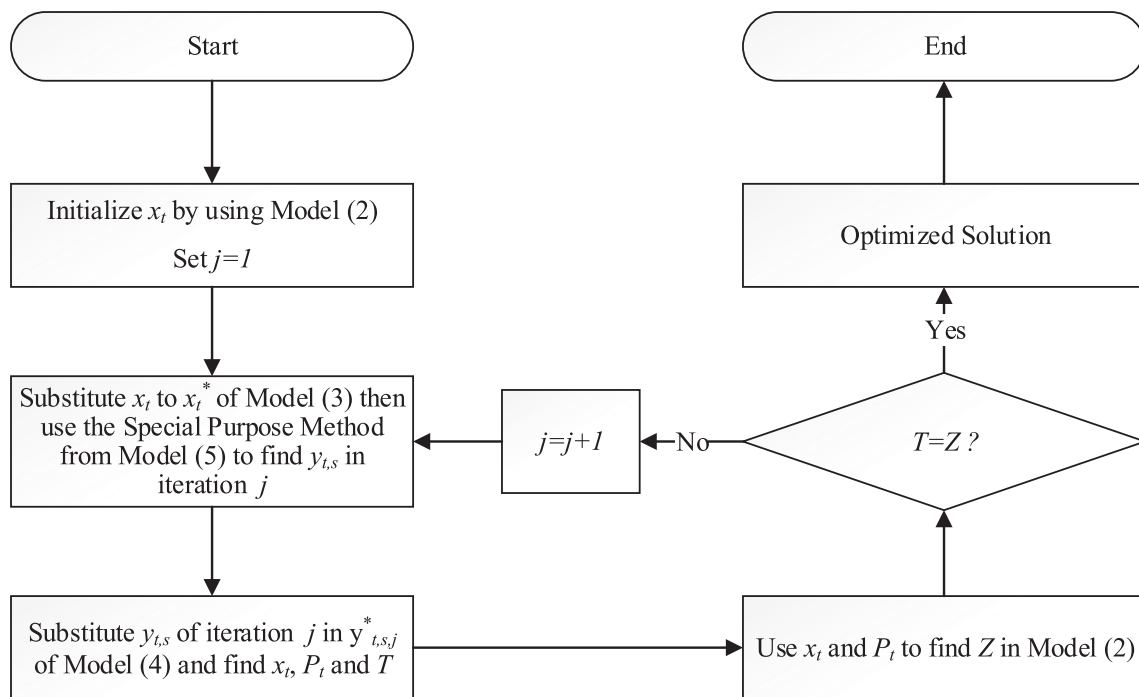 Start
Initialize x_t by using Model (2)
Set j=1
Substitute x_t to x_t^* of Model (3) then
use the Special Purpose Method
from Model (5) to find y_{t,s} in
iteration j
Substitute y_{t,s} of iteration j in y^*_{t,s,j}
of Model (4) and find x_t, P_t and T
Use x_t and P_t to find Z in Model (2)
T=Z ?
No
j=j+1
Yes
Optimized Solution
End